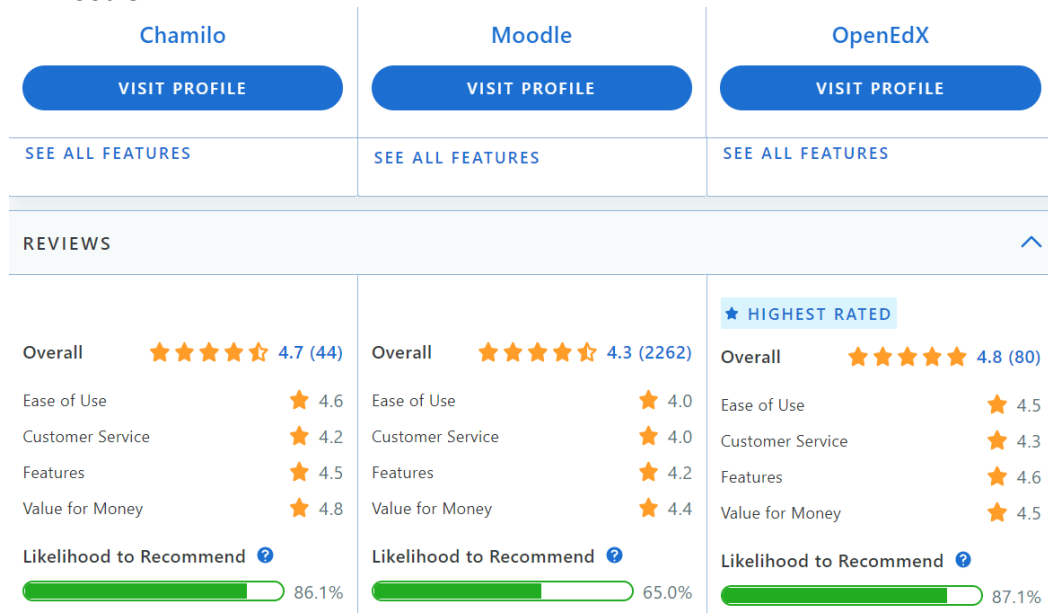 Chamilo Moodle OpenEdX
VISIT PROFILE VISIT PROFILE VISIT PROFILE
SEE ALL FEATURES SEE ALL FEATURES SEE ALL FEATURES
REVIEWS
HIGHEST RATED
Overall 4.7 (44) Overall 4.3 (2262) Overall 4.8 (80)
Ease of Use 4.6 Ease of Use 4.0 Ease of Use 4.5
Customer Service 4.2 Customer Service 4.0 Customer Service 4.3
Features 4.5 Features 4.2 Features 4.6
Value for Money 4.8 Value for Money 4.4 Value for Money 4.5
Likelihood to Recommend ? Likelihood to Recommend ? Likelihood to Recommend ?
86.1% 65.0% 87.1%